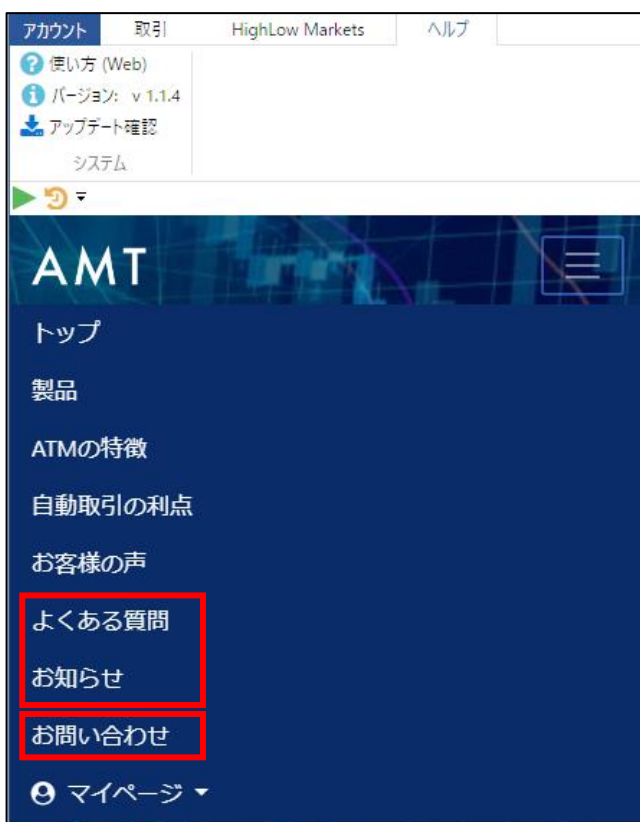 アカウント 取引 HighLow Markets ヘルプ
使い方 (Web)
バージョン: v 1.1.4
アップデート確認
システム
AMT
トップ
製品
ATMの特徴
自動取引の利点
お客様の声
よくある質問
お知らせ
お問い合わせ
マイページ